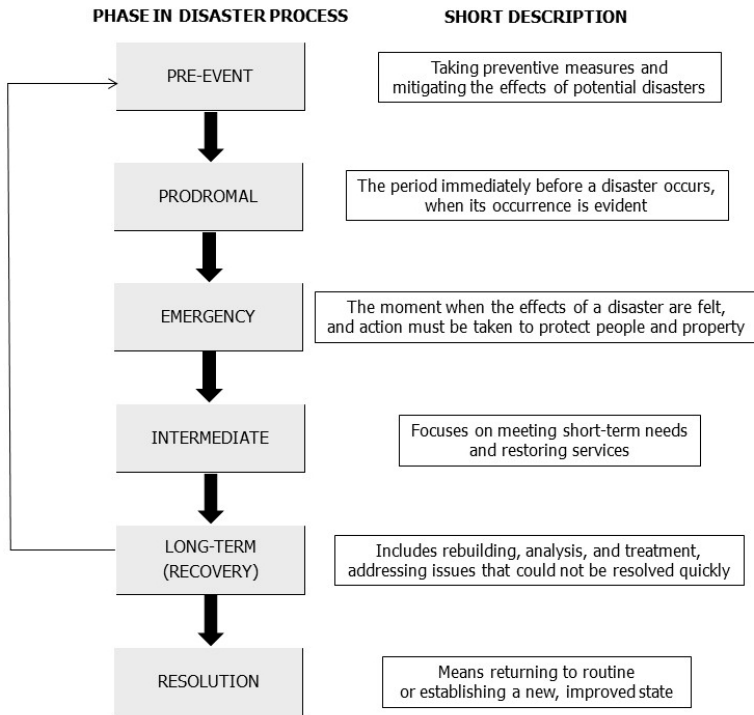 PHASE IN DISASTER PROCESS
SHORT DESCRIPTION
PRE-EVENT
Taking preventive measures and
mitigating the effects of potential disasters
PRODROMAL
The period immediately before a disaster occurs,
when its occurrence is evident
EMERGENCY
The moment when the effects of a disaster are felt,
and action must be taken to protect people and property
INTERMEDIATE
Focuses on meeting short-term needs
and restoring services
LONG-TERM
(RECOVERY)
Includes rebuilding, analysis, and treatment,
addressing issues that could not be resolved quickly
RESOLUTION
Means returning to routine
or establishing a new, improved state